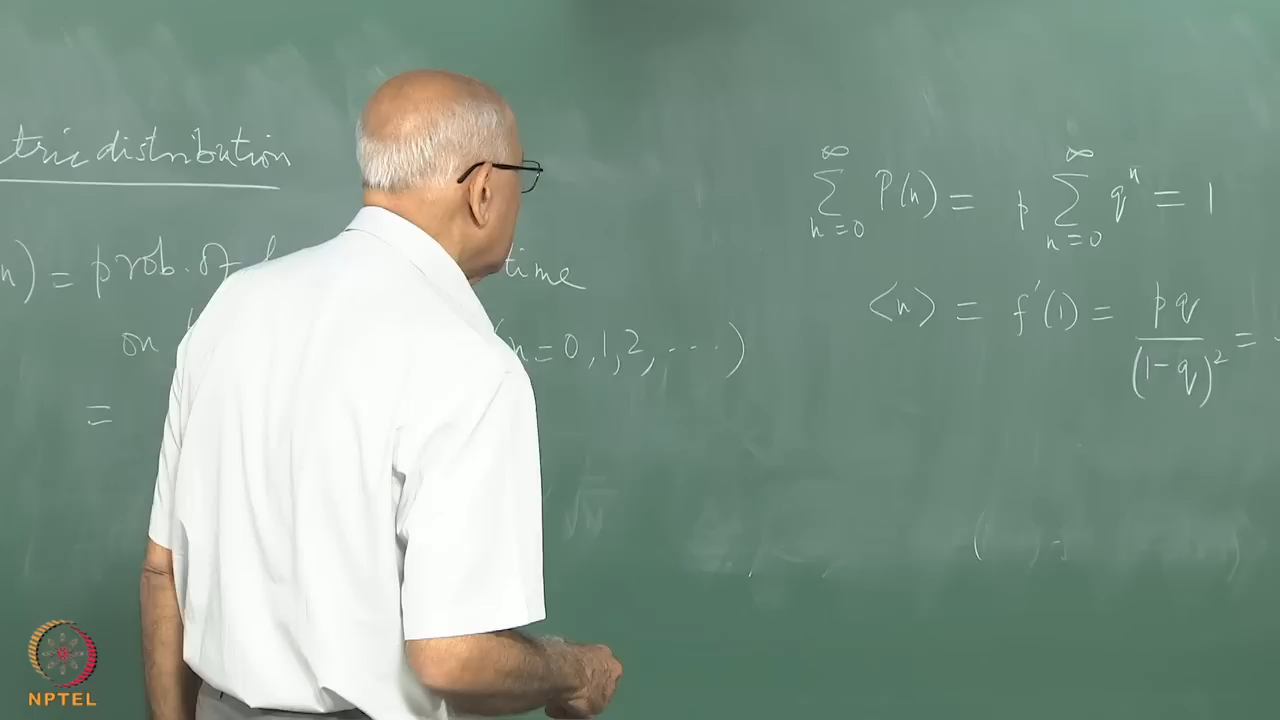 tric distribution
n) = prob. of time
on (n = 0, 1, 2, ....)
=
√N
∞ ∑ n=0 P(n) = p ∞ ∑ n=0 q^n = 1
<n> = f'(1) = pq / (1-q)^2 =
NPTEL